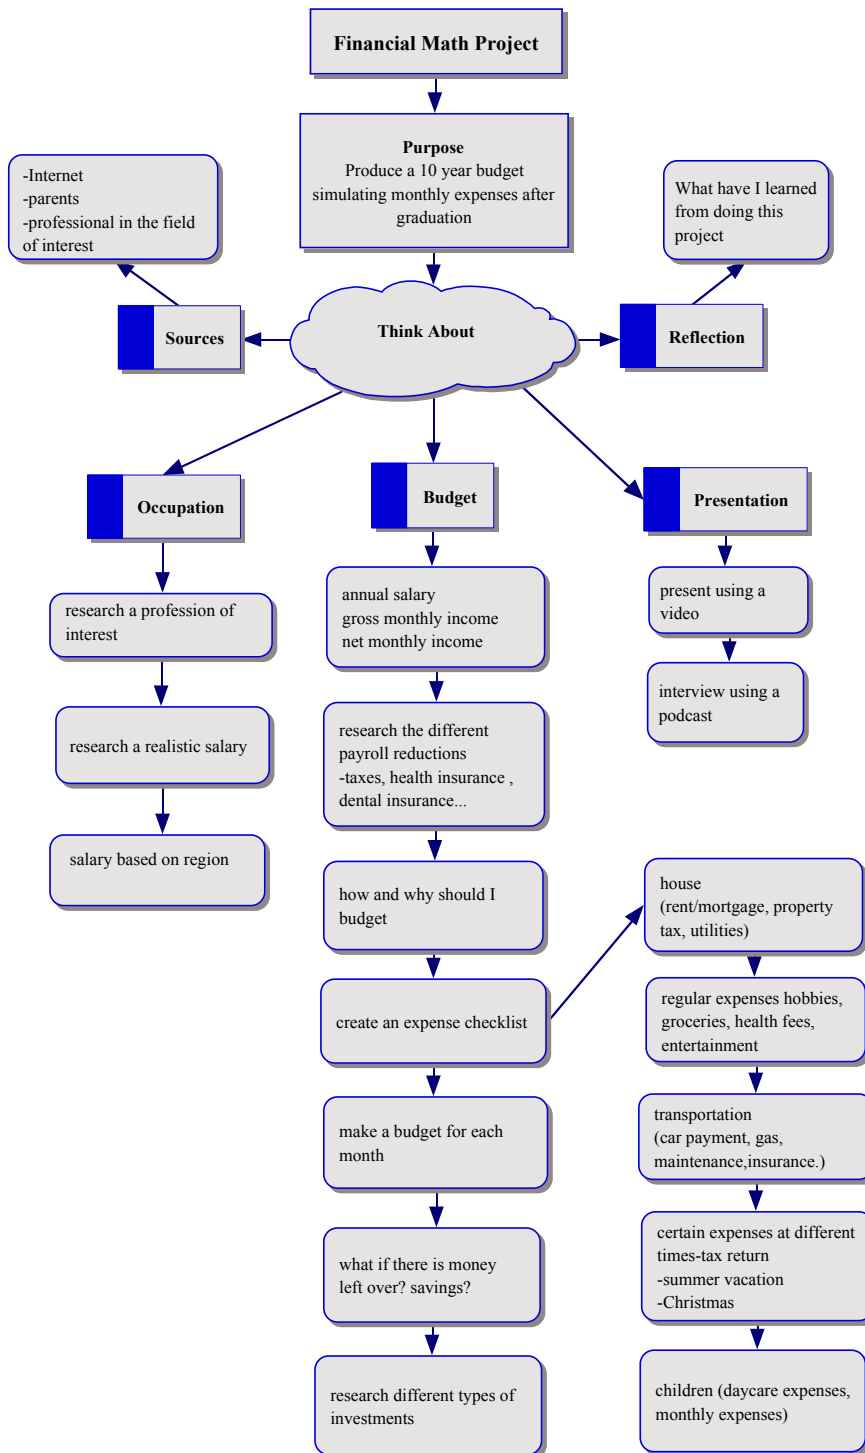 Financial Math Project
Purpose
Produce a 10 year budget
simulating monthly expenses after
graduation
-Internet
-parents
-professional in the field
of interest
What have I learned
from doing this
project
Sources
Think About
Reflection
Occupation
Budget
Presentation
research a profession of
interest
research a realistic salary
salary based on region
annual salary
gross monthly income
net monthly income
research the different
payroll reductions
-taxes, health insurance ,
dental insurance...
how and why should I
budget
create an expense checklist
make a budget for each
month
what if there is money
left over? savings?
research different types of
investments
present using a
video
interview using a
podcast
house
(rent/mortgage, property
tax, utilities)
regular expenses hobbies,
groceries, health fees,
entertainment
transportation
(car payment, gas,
maintenance,insurance.)
certain expenses at different
times-tax return
-summer vacation
-Christmas
children (daycare expenses,
monthly expenses)